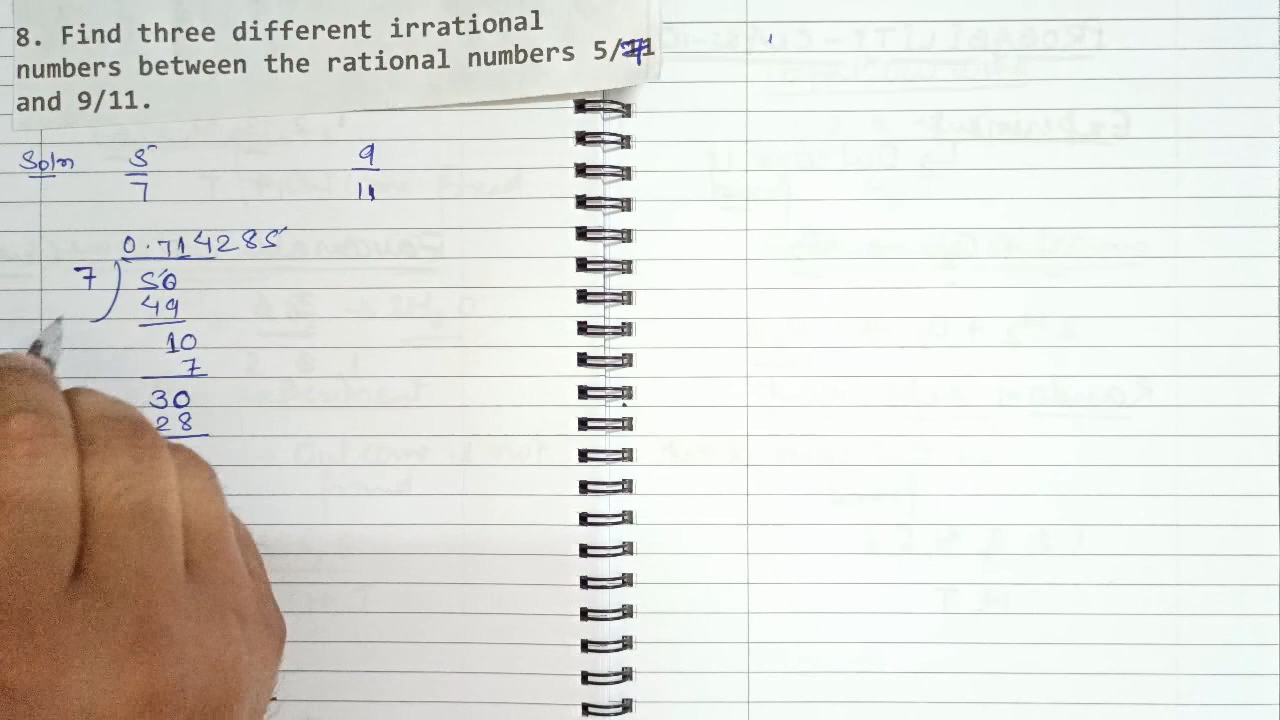 8. Find three different irrational
numbers between the rational numbers 5/7
and 9/11.
Soln 5/7 9/11
0.714285
7 ) 50
49
10
7
30
28